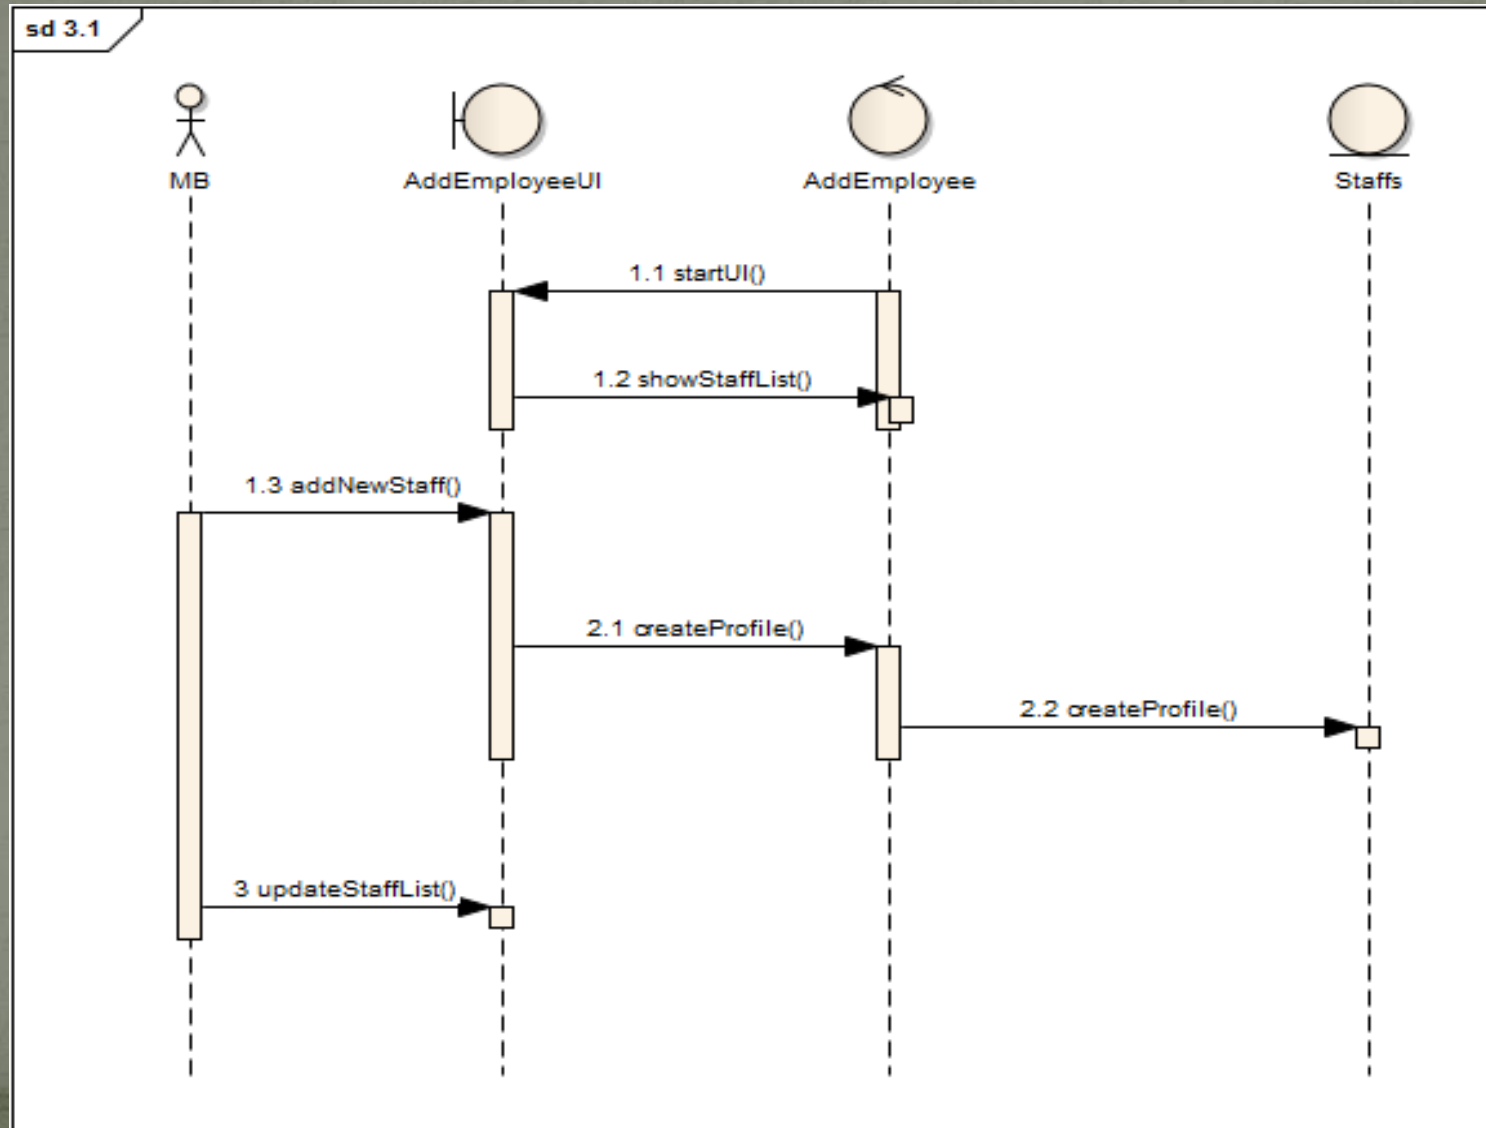 sd 3.1
MB
AddEmployeeUI
AddEmployee
Staffs
1.1 startUI()
1.2 showStaffList()
1.3 addNewStaff()
2.1 createProfile()
2.2 createProfile()
3 updateStaffList()